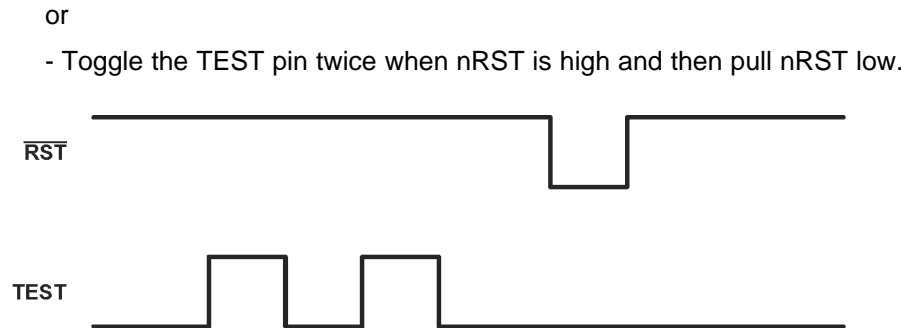 or
- Toggle the TEST pin twice when nRST is high and then pull nRST low.
RST
TEST